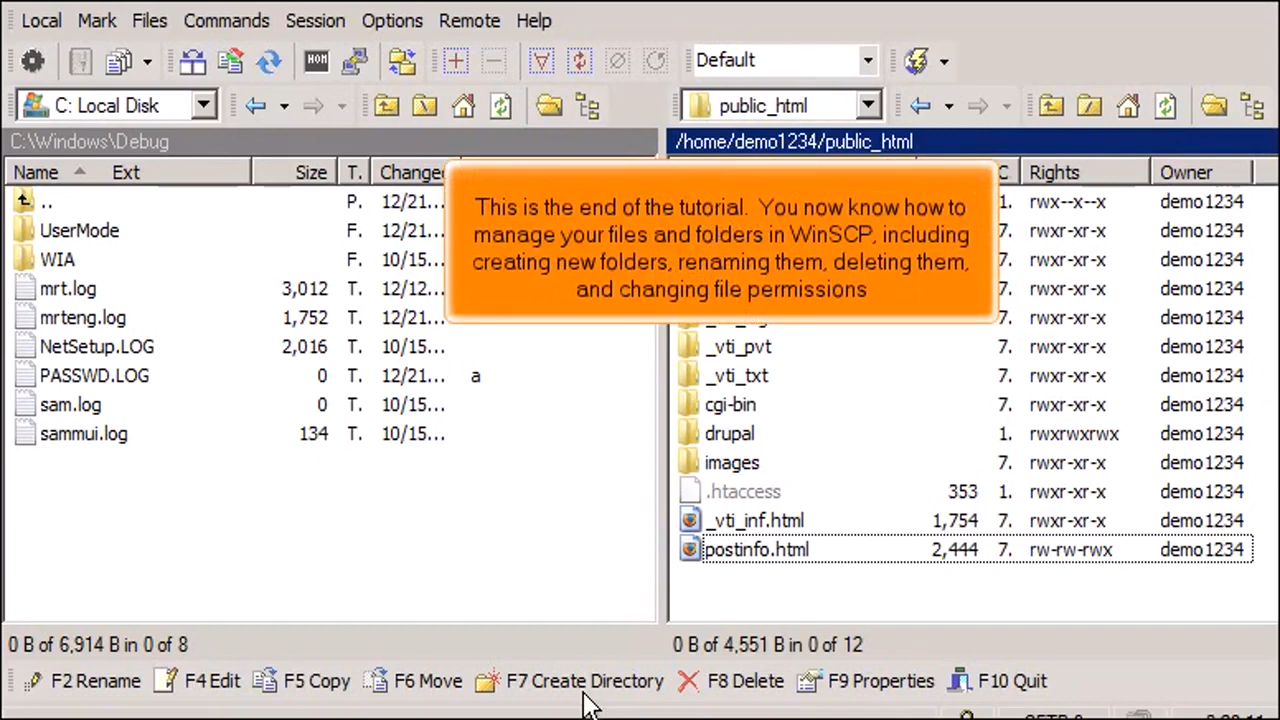 Local Mark Files Commands Session Options Remote Help
Default
C: Local Disk public_html
C:\Windows\Debug /home/demo1234/public_html
Name Ext Size T. Change C Rights Owner
.. P. 12/21... 1. rwx--x--x demo1234
UserMode F. 12/21... 7. rwxr-xr-x demo1234
WIA F. 10/15... 7. rwxr-xr-x demo1234
mrt.log 3,012 T. 12/12... 7. rwxr-xr-x demo1234
mrteng.log 1,752 T. 12/21... 7. rwxr-xr-x demo1234
NetSetup.LOG 2,016 T. 10/15... _vti_pvt 7. rwxr-xr-x demo1234
PASSWD.LOG 0 T. 12/21... a _vti_txt 7. rwxr-xr-x demo1234
sam.log 0 T. 10/15... cgi-bin 7. rwxr-xr-x demo1234
sammui.log 134 T. 10/15... drupal 1. rwxrwxrwx demo1234
images 7. rwxr-xr-x demo1234
.htaccess 353 1. rwxr-xr-x demo1234
_vti_inf.html 1,754 7. rwxr-xr-x demo1234
postinfo.html 2,444 7. rw-rw-rwx demo1234
This is the end of the tutorial. You now know how to
manage your files and folders in WinSCP, including
creating new folders, renaming them, deleting them,
and changing file permissions
0 B of 6,914 B in 0 of 8 0 B of 4,551 B in 0 of 12
F2 Rename F4 Edit F5 Copy F6 Move F7 Create Directory F8 Delete F9 Properties F10 Quit